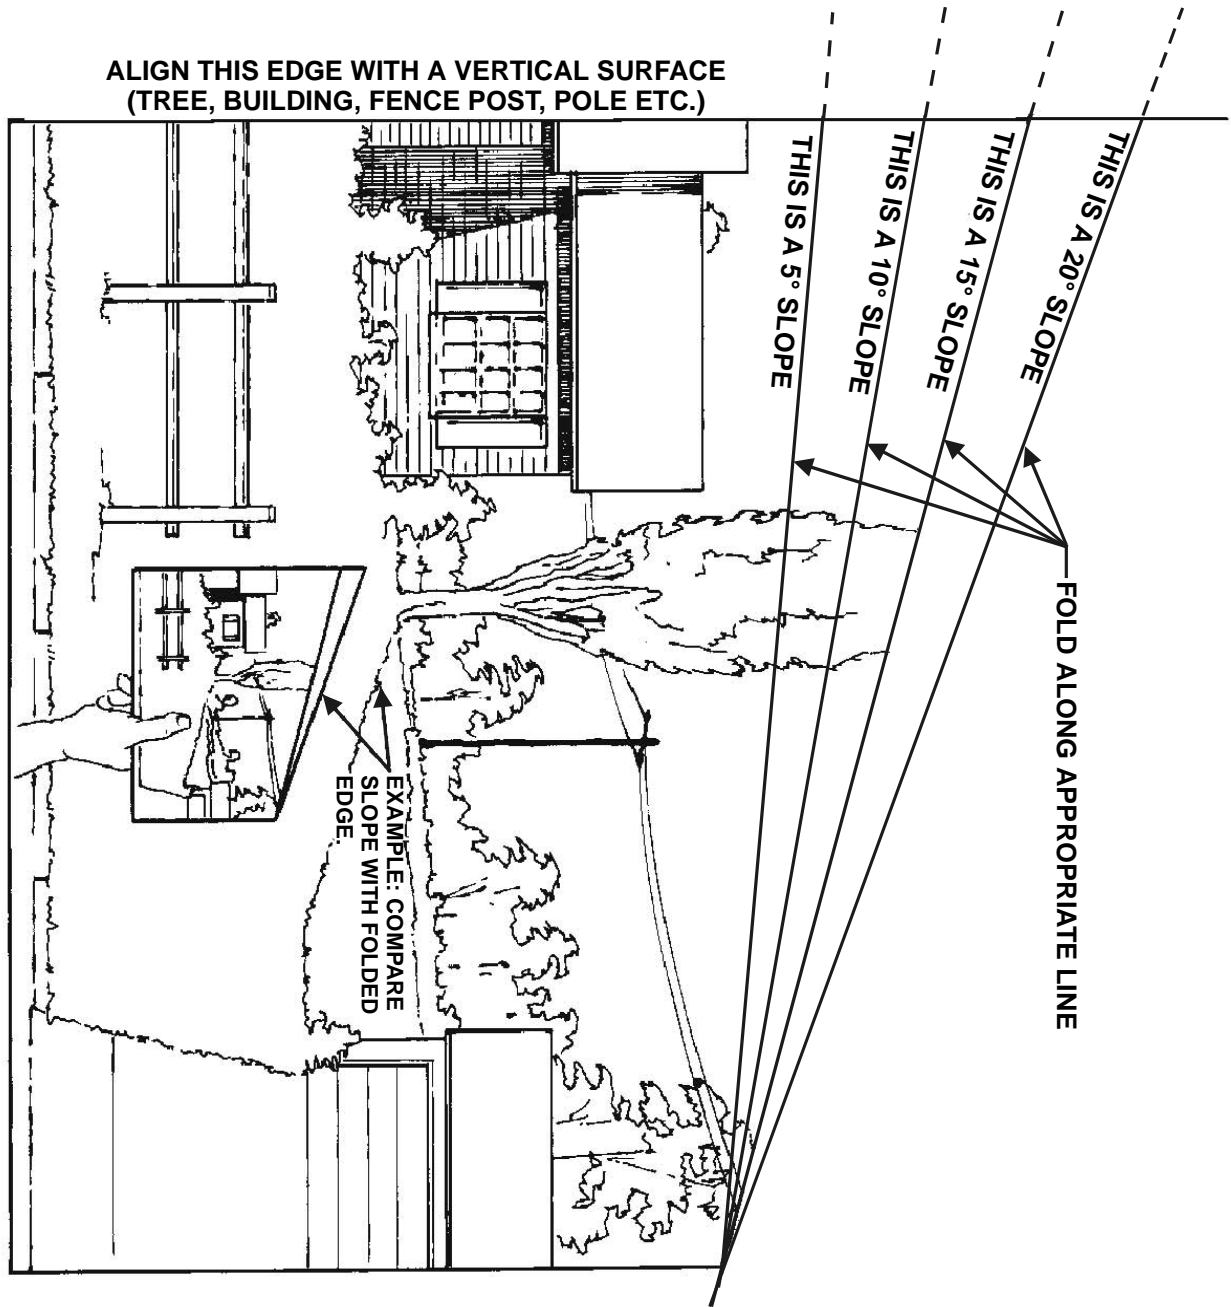 ALIGN THIS EDGE WITH A VERTICAL SURFACE
(TREE, BUILDING, FENCE POST, POLE ETC.)
THIS IS A 20° SLOPE
THIS IS A 15° SLOPE
THIS IS A 10° SLOPE
THIS IS A 5° SLOPE
FOLD ALONG APPROPRIATE LINE
EXAMPLE: COMPARE
SLOPE WITH FOLDED
EDGE.